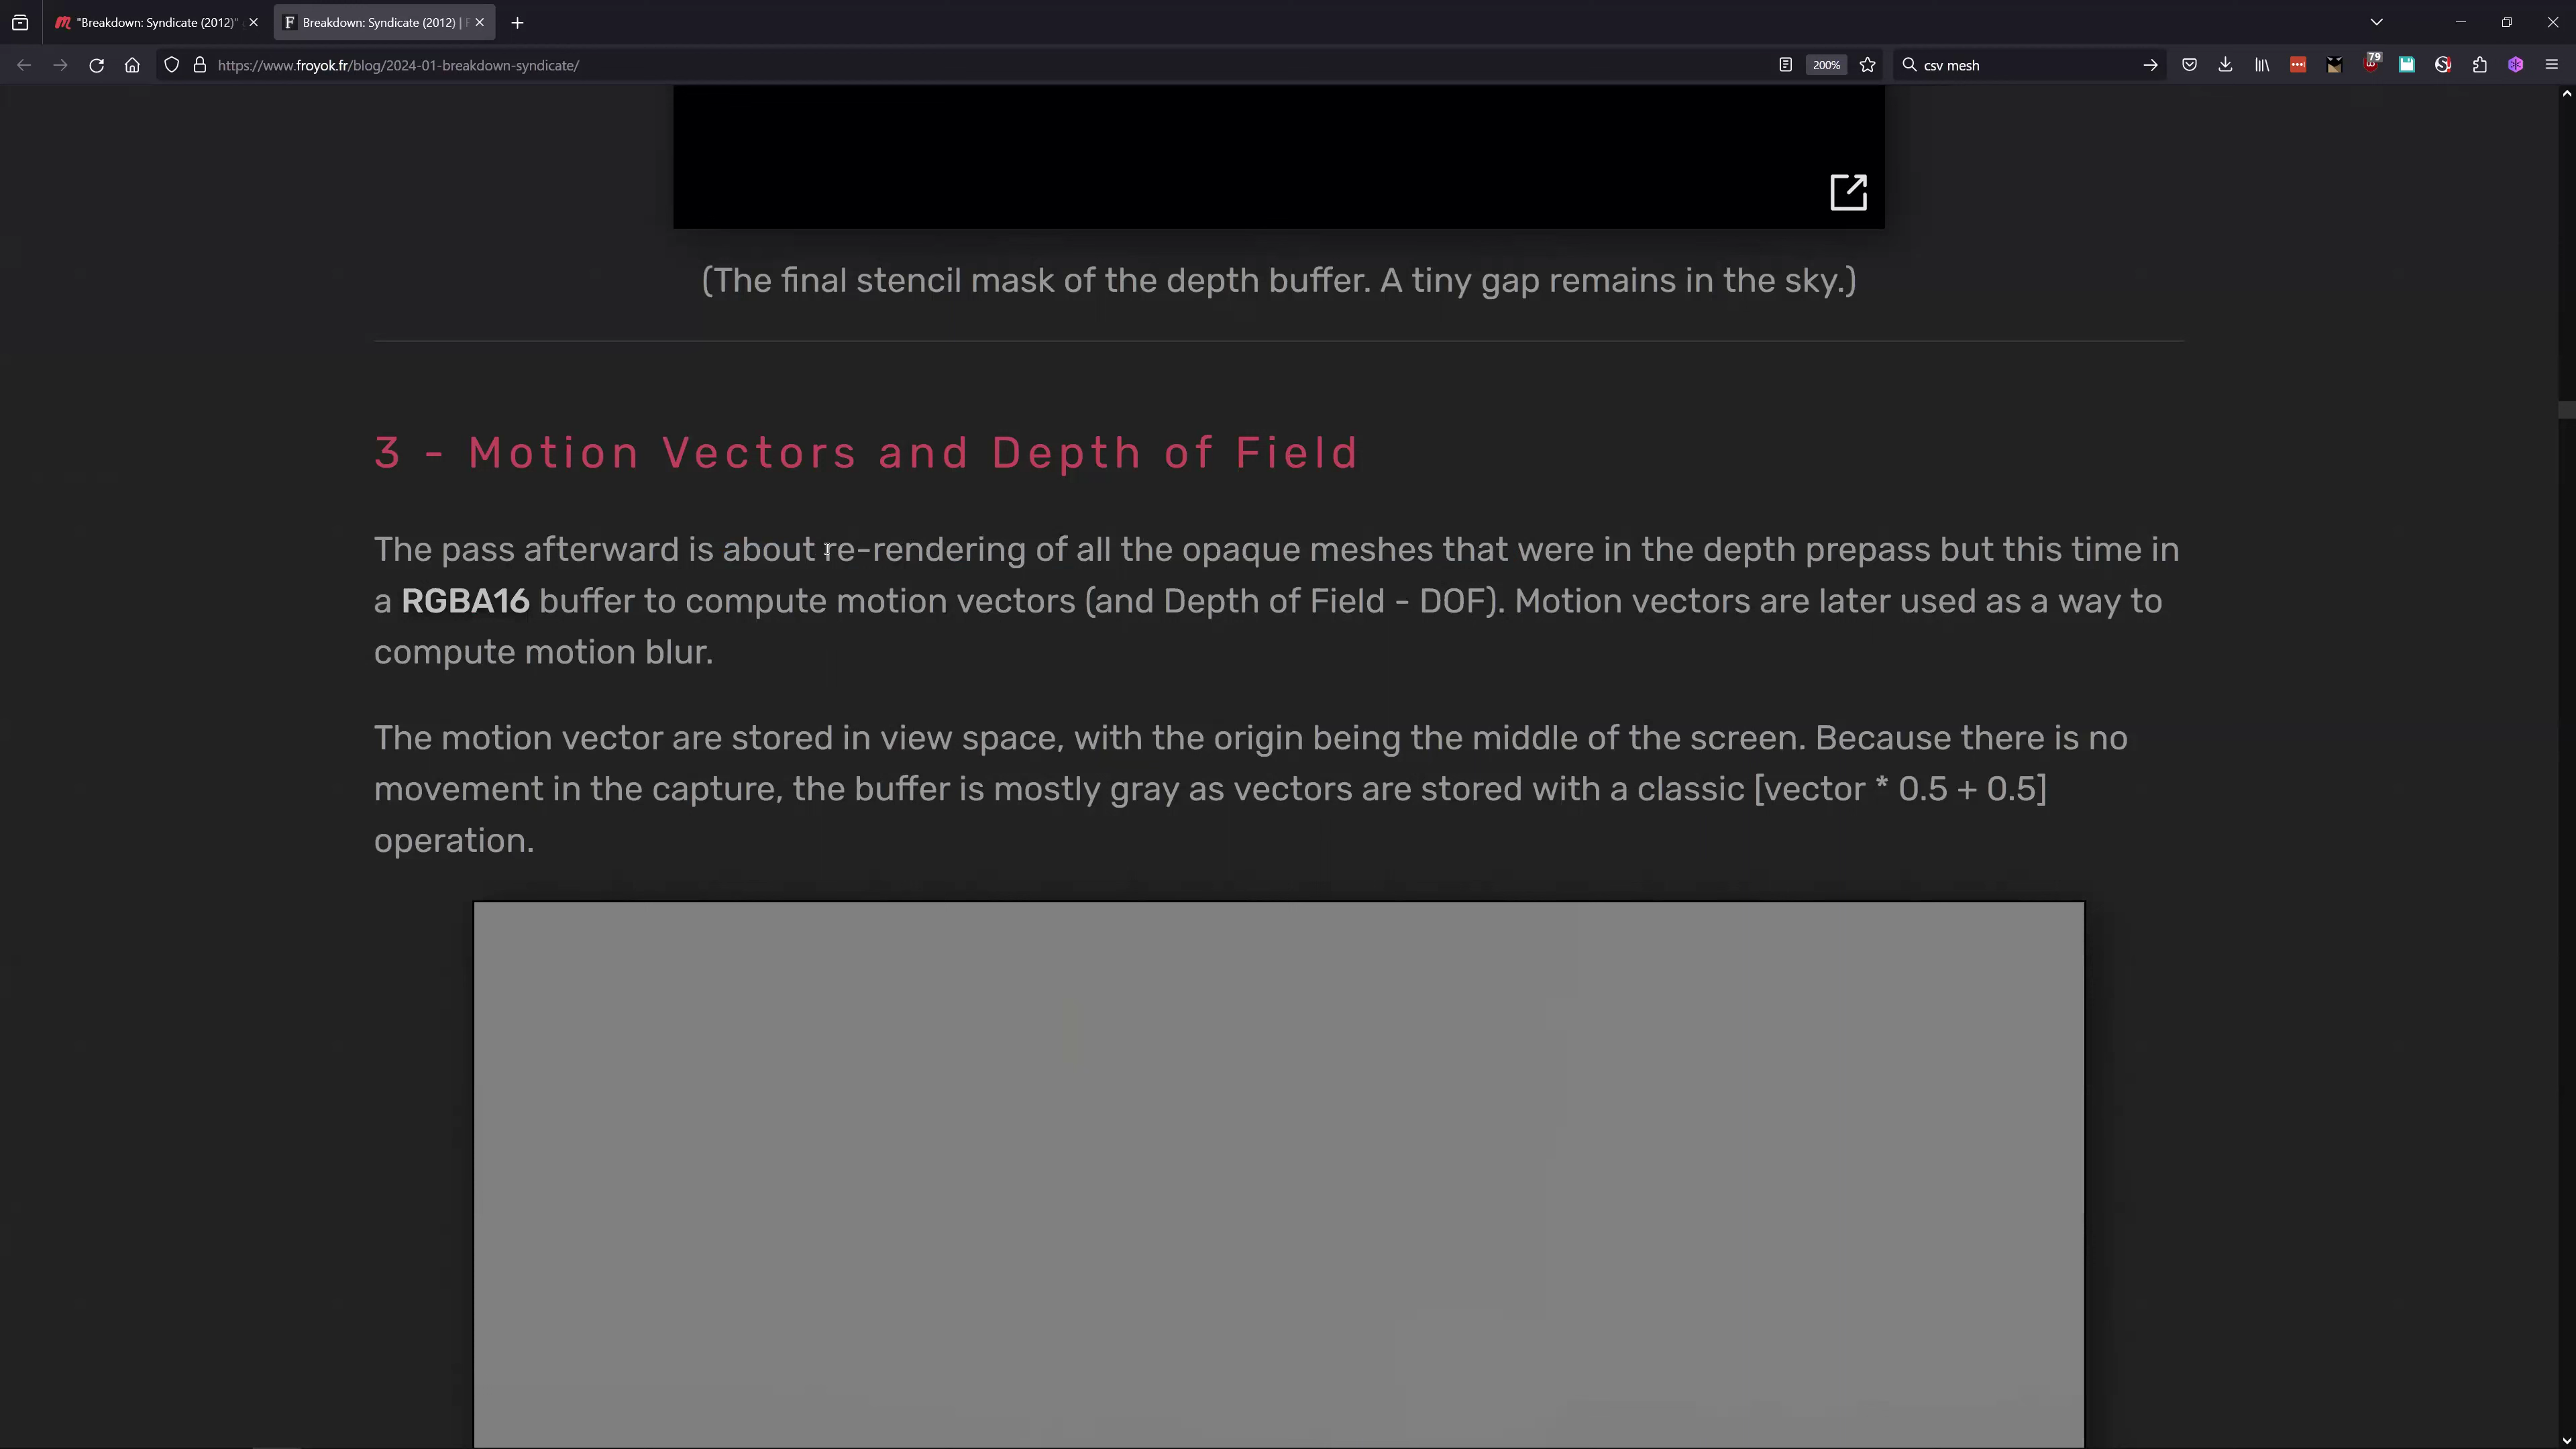 "Breakdown: Syndicate (2012)"
Breakdown: Syndicate (2012) |
https://www.froyok.fr/blog/2024-01-breakdown-syndicate/
200%
csv mesh
79
(The final stencil mask of the depth buffer. A tiny gap remains in the sky.)
3 - Motion Vectors and Depth of Field
The pass afterward is about re-rendering of all the opaque meshes that were in the depth prepass but this time in
a RGBA16 buffer to compute motion vectors (and Depth of Field - DOF). Motion vectors are later used as a way to
compute motion blur.
The motion vector are stored in view space, with the origin being the middle of the screen. Because there is no
movement in the capture, the buffer is mostly gray as vectors are stored with a classic [vector * 0.5 + 0.5]
operation.